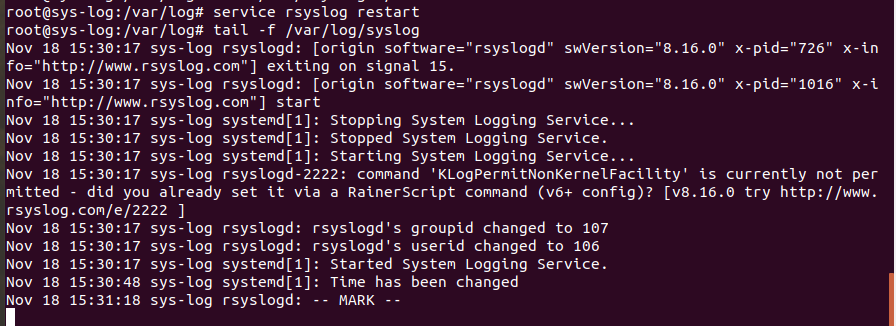 root@sys-log:/var/log# service rsyslog restart
root@sys-log:/var/log# tail -f /var/log/syslog
Nov 18 15:30:17 sys-log rsyslogd: [origin software="rsyslogd" swVersion="8.16.0" x-pid="726" x-in
fo="http://www.rsyslog.com"] exiting on signal 15.
Nov 18 15:30:17 sys-log rsyslogd: [origin software="rsyslogd" swVersion="8.16.0" x-pid="1016" x-i
nfo="http://www.rsyslog.com"] start
Nov 18 15:30:17 sys-log systemd[1]: Stopping System Logging Service...
Nov 18 15:30:17 sys-log systemd[1]: Stopped System Logging Service.
Nov 18 15:30:17 sys-log systemd[1]: Starting System Logging Service...
Nov 18 15:30:17 sys-log rsyslogd-2222: command 'KLogPermitNonKernelFacility' is currently not per
mitted - did you already set it via a RainerScript command (v6+ config)? [v8.16.0 try http://www.
rsyslog.com/e/2222 ]
Nov 18 15:30:17 sys-log rsyslogd: rsyslogd's groupid changed to 107
Nov 18 15:30:17 sys-log rsyslogd: rsyslogd's userid changed to 106
Nov 18 15:30:17 sys-log systemd[1]: Started System Logging Service.
Nov 18 15:30:48 sys-log systemd[1]: Time has been changed
Nov 18 15:31:18 sys-log rsyslogd: -- MARK --